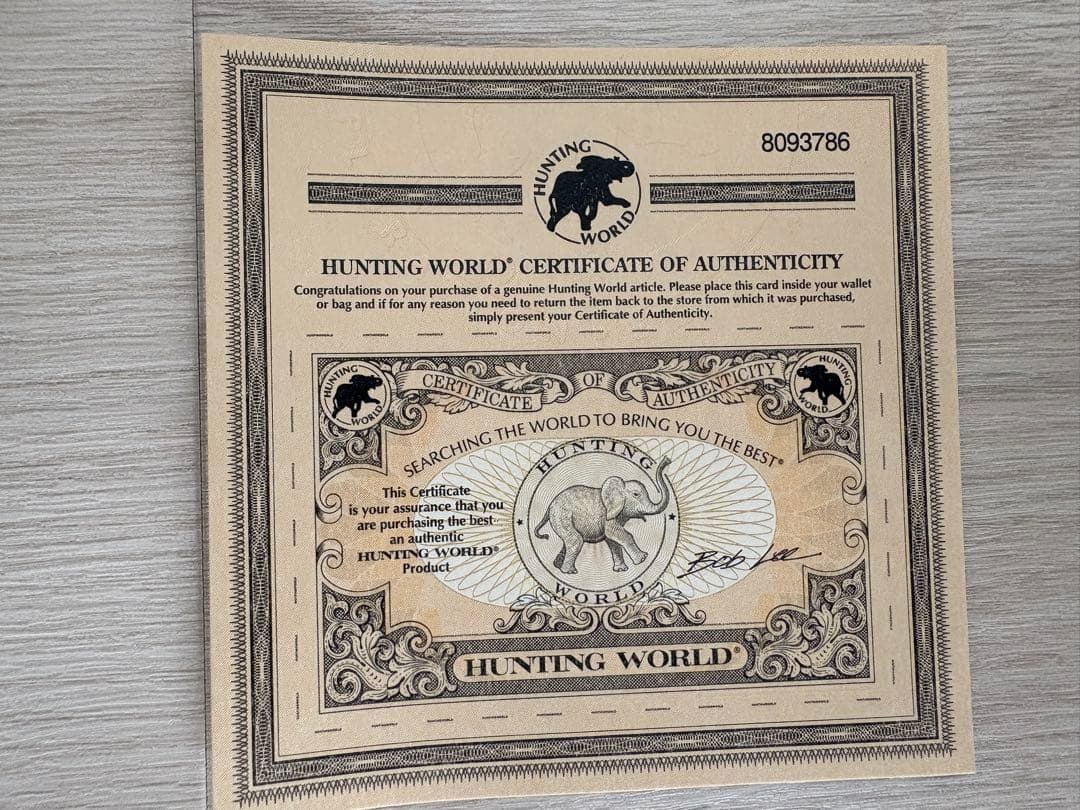 8093786
HUNTING
WORLD
HUNTING WORLD® CERTIFICATE OF AUTHENTICITY
Congratulations on your purchase of a genuine Hunting World article. Please place this card inside your wallet
or bag and if for any reason you need to return the item back to the store from which it was purchased,
simply present your Certificate of Authenticity.
HUNTING
WORLD
CERTIFICATE OF AUTHENTICITY
HUNTING
WORLD
SEARCHING THE WORLD TO BRING YOU THE BEST®
HUNTING
WORLD
This Certificate
is your assurance that you
are purchasing the best
an authentic
HUNTING WORLD®
Product
Bob Lee
HUNTING WORLD®